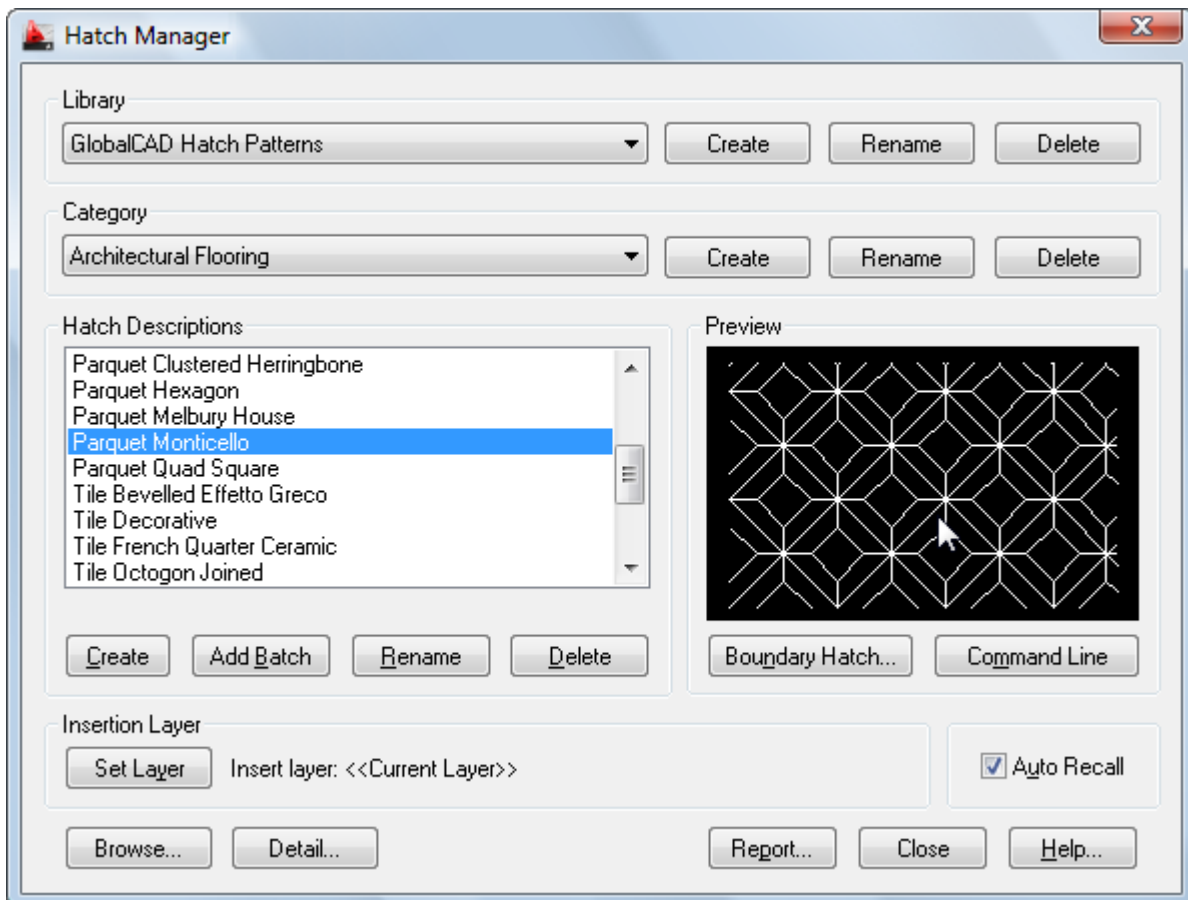 Hatch Manager
Library
GlobalCAD Hatch Patterns Create Rename Delete
Category
Architectural Flooring Create Rename Delete
Hatch Descriptions
Parquet Clustered Herringbone
Parquet Hexagon
Parquet Melbury House
Parquet Monticello
Parquet Quad Square
Tile Bevelled Effetto Greco
Tile Decorative
Tile French Quarter Ceramic
Tile Octogon Joined
Create Add Batch Rename Delete
Preview
Boundary Hatch... Command Line
Insertion Layer
Set Layer Insert layer: <<Current Layer>>
Auto Recall
Browse... Detail... Report... Close Help...